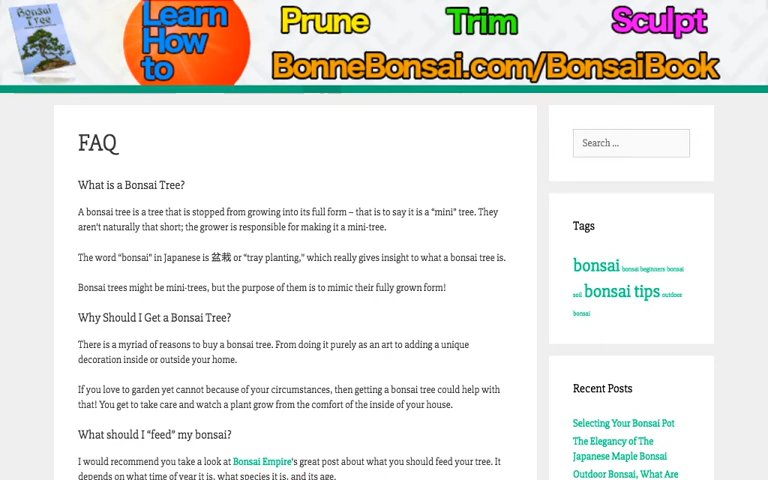 Bonsai
Tree
Learn
How
to
Prune
Trim
Sculpt
BonneBonsai.com/BonsaiBook
FAQ
What is a Bonsai Tree?
A bonsai tree is a tree that is stopped from growing into its full form – that is to say it is a “mini” tree. They
aren't naturally that short; the grower is responsible for making it a mini-tree.
The word “bonsai” in Japanese is 盆栽 or “tray planting,” which really gives insight to what a bonsai tree is.
Bonsai trees might be mini-trees, but the purpose of them is to mimic their fully grown form!
Why Should I Get a Bonsai Tree?
There is a myriad of reasons to buy a bonsai tree. From doing it purely as an art to adding a unique
decoration inside or outside your home.
If you love to garden yet cannot because of your circumstances, then getting a bonsai tree could help with
that! You get to take care and watch a plant grow from the comfort of the inside of your house.
What should I “feed” my bonsai?
I would recommend you take a look at Bonsai Empire's great post about what you should feed your tree. It
depends on what time of year it is, what species it is, and its age.
Search ...
Tags
bonsai bonsai beginners bonsai
soil bonsai tips outdoor
bonsai
Recent Posts
Selecting Your Bonsai Pot
The Elegancy of The
Japanese Maple Bonsai
Outdoor Bonsai, What Are